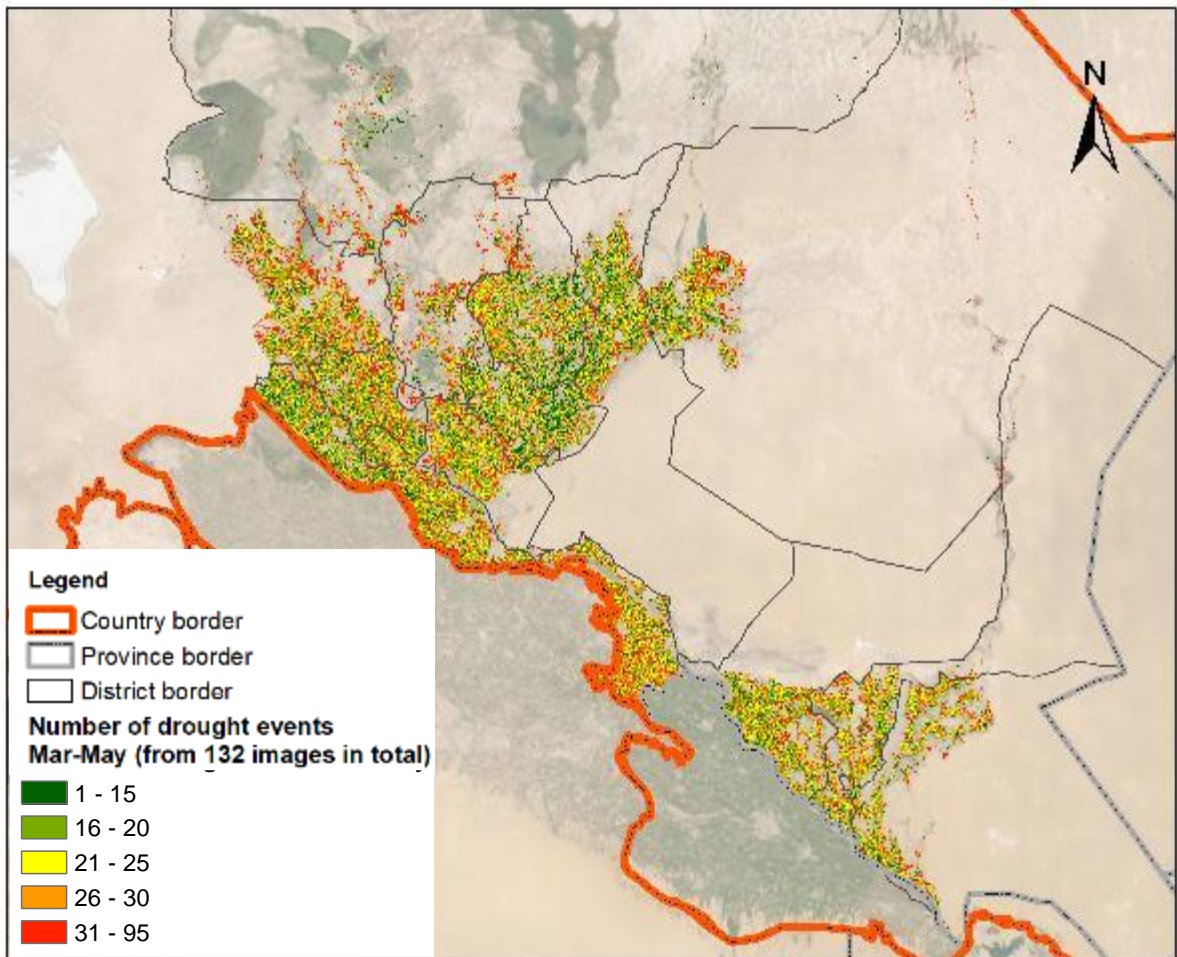 N
Legend
Country border
Province border
District border
Number of drought events
Mar-May (from 132 images in total)
1 - 15
16 - 20
21 - 25
26 - 30
31 - 95